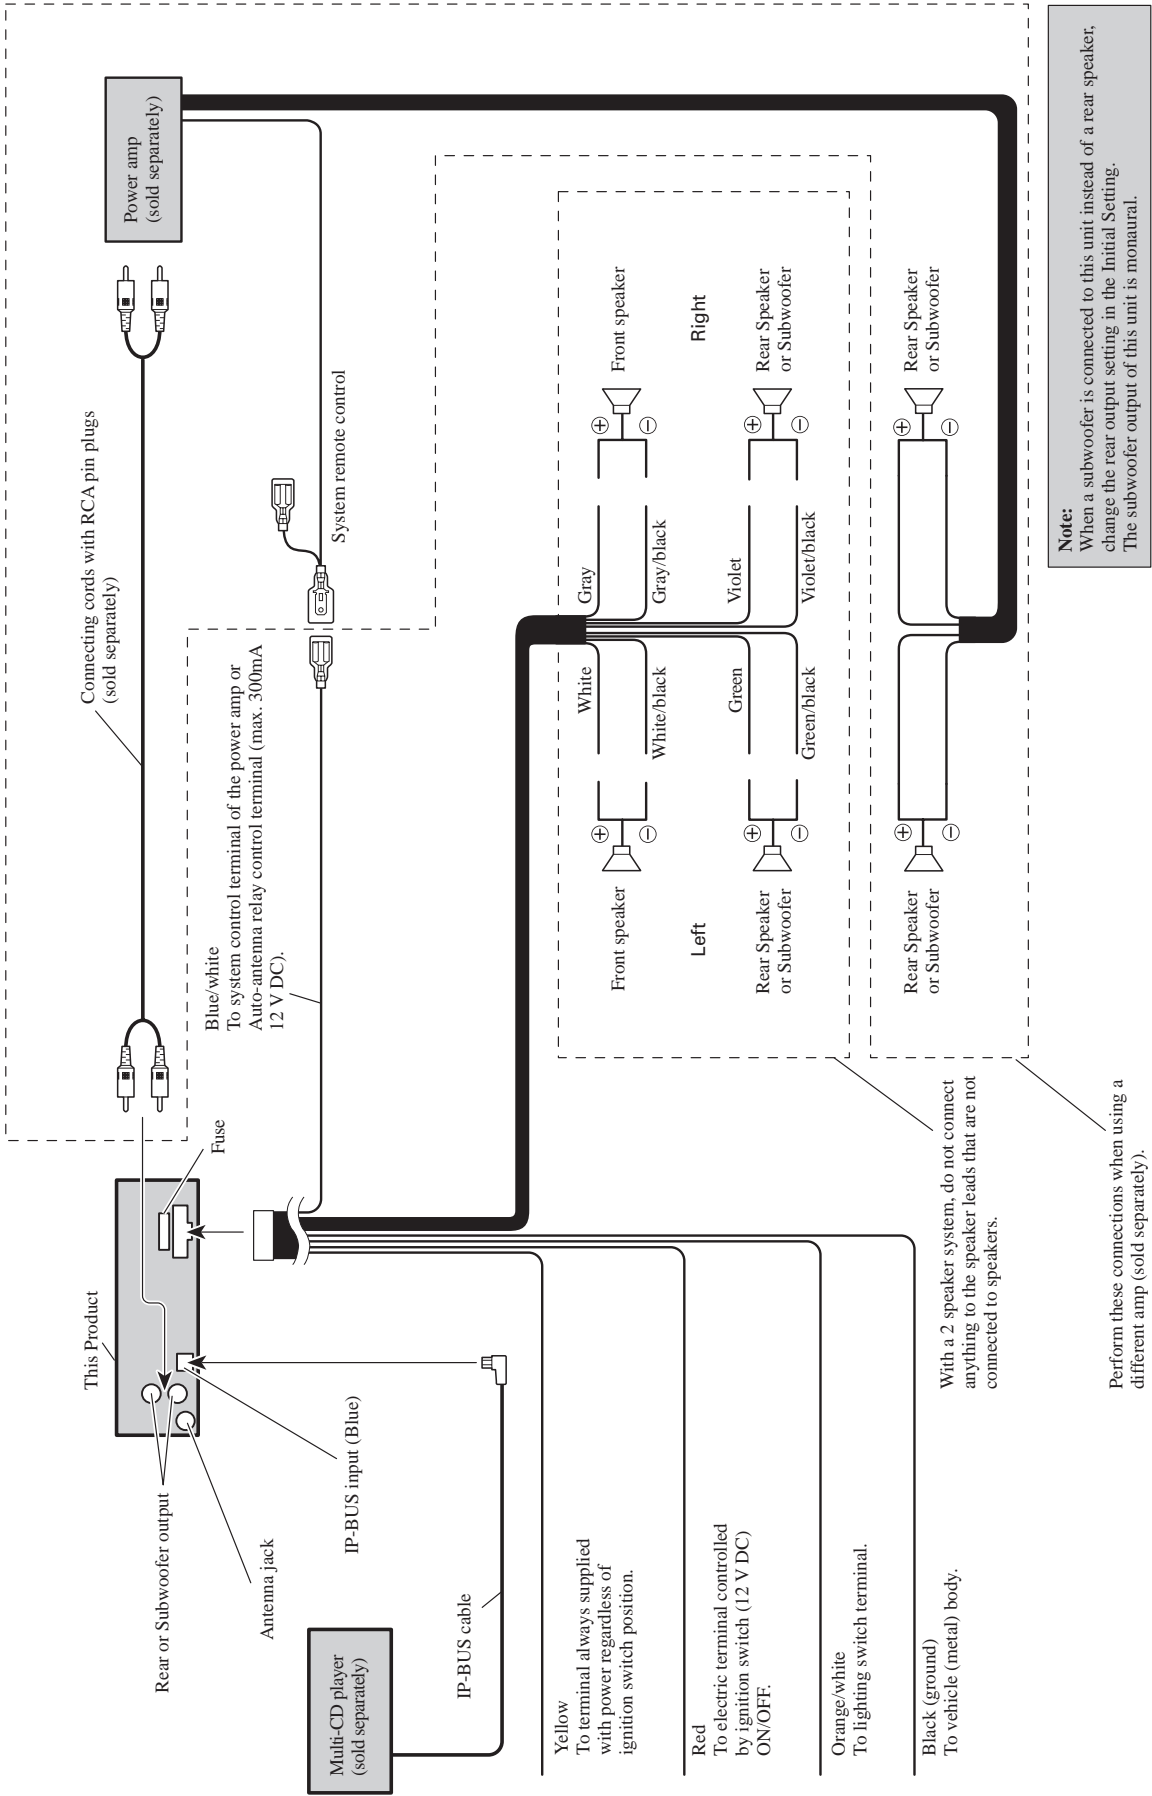 This Product
Rear or Subwoofer output
Antenna jack
IP-BUS input (Blue)
Fuse
Multi-CD player
(sold separately)
IP-BUS cable
Connecting cords with RCA pin plugs
(sold separately)
Power amp
(sold separately)
System remote control
Blue/white
To system control terminal of the power amp or
Auto-antenna relay control terminal (max. 300mA
12 V DC).
Yellow
To terminal always supplied
with power regardless of
ignition switch position.
Red
To electric terminal controlled
by ignition switch (12 V DC)
ON/OFF.
Orange/white
To lighting switch terminal.
Black (ground)
To vehicle (metal) body.
White
Gray
Front speaker
+
+
Front speaker
−
−
White/black
Gray/black
Left
Right
Green
Violet
Rear Speaker
or Subwoofer
+
+
Rear Speaker
or Subwoofer
−
−
Green/black
Violet/black
Rear Speaker
or Subwoofer
+
+
Rear Speaker
or Subwoofer
−
−
With a 2 speaker system, do not connect
anything to the speaker leads that are not
connected to speakers.
Perform these connections when using a
different amp (sold separately).
Note:
When a subwoofer is connected to this unit instead of a rear speaker,
change the rear output setting in the Initial Setting.
The subwoofer output of this unit is monaural.